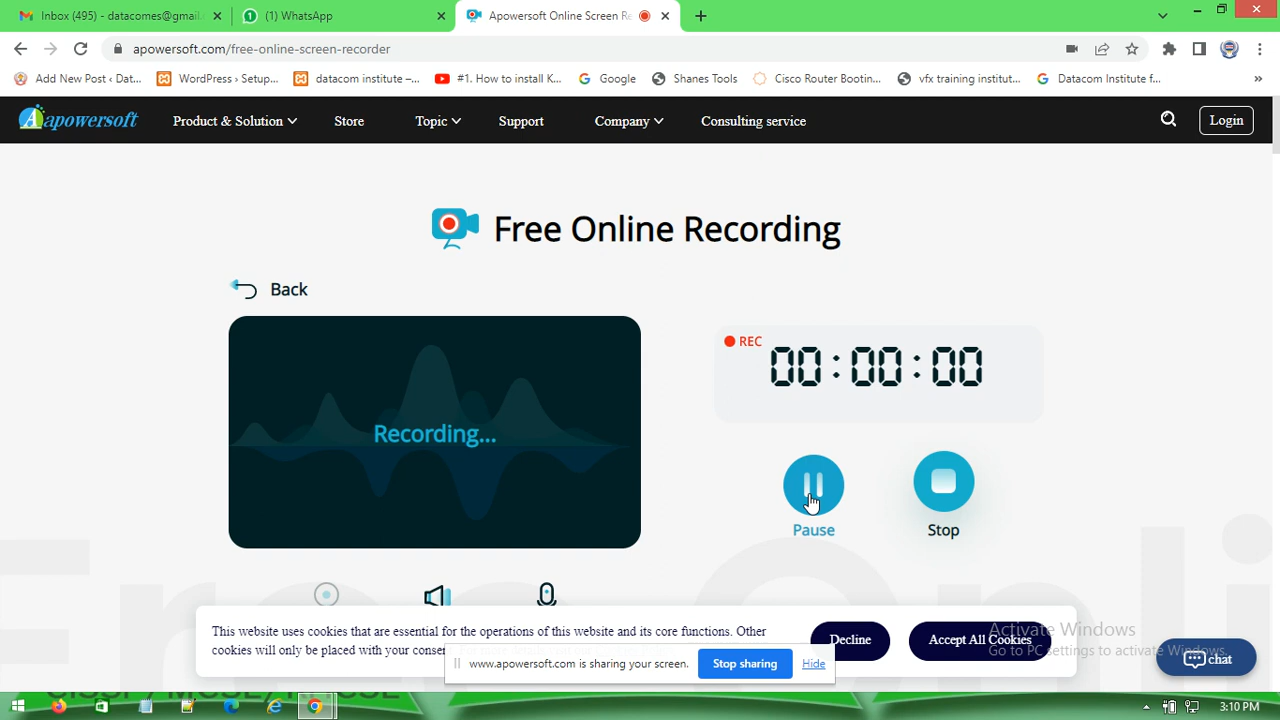 Inbox (495) - datacomes@gmail.
(1) WhatsApp
Apowersoft Online Screen Re
apowersoft.com/free-online-screen-recorder
Add New Post ‹ Dat...
WordPress › Setup...
datacom institute –...
#1. How to install K...
Google
Shanes Tools
Cisco Router Bootin...
vfx training institut...
Datacom Institute f...
»
Apowersoft
Product & Solution
Store
Topic
Support
Company
Consulting service
Login
Free Online Recording
Back
REC
00:00:00
Recording...
Pause
Stop
Free Onli
This website uses cookies that are essential for the operations of this website and its core functions. Other
cookies will only be placed with your consen
Decline
Accept All Cookies
www.apowersoft.com is sharing your screen.
Stop sharing
Hide
Activate Windows
Go to PC settings to activate Windows.
chat
3:10 PM